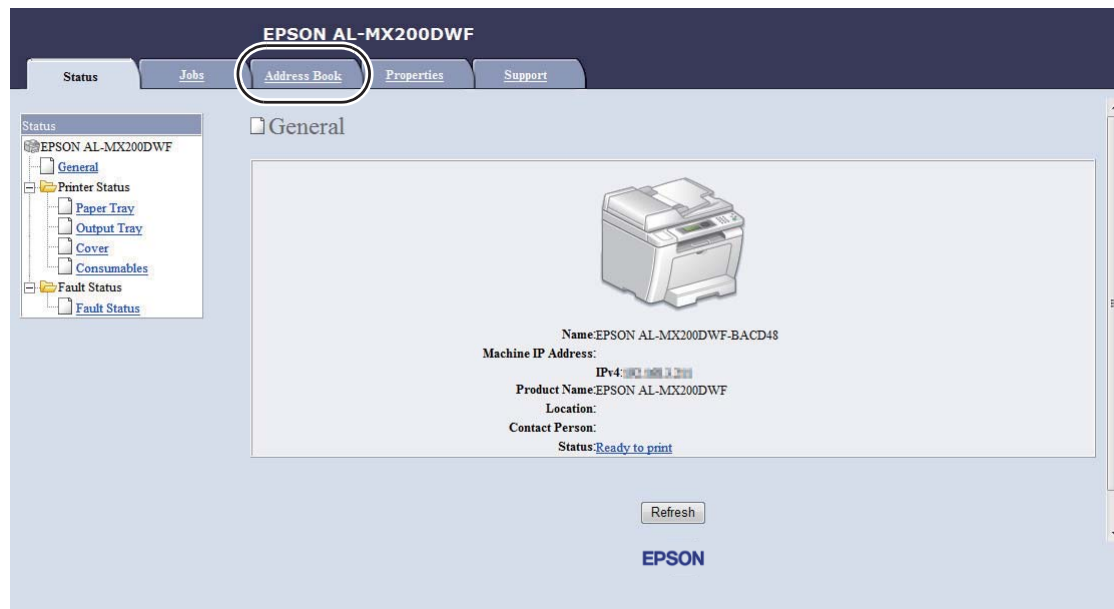 EPSON AL-MX200DWF
Status Jobs Address Book Properties Support
Status
EPSON AL-MX200DWF
General
Printer Status
Paper Tray
Output Tray
Cover
Consumables
Fault Status
Fault Status
General
Name:EPSON AL-MX200DWF-BACD48
Machine IP Address:
IPv4:
Product Name:EPSON AL-MX200DWF
Location:
Contact Person:
Status:Ready to print
Refresh
EPSON